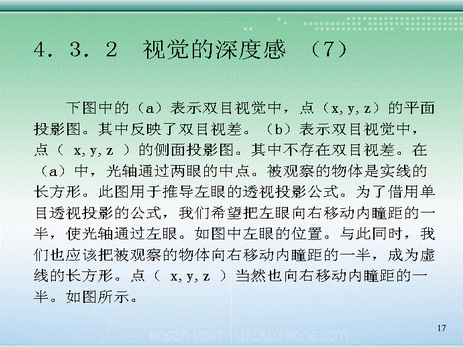 4．3．2　视觉的深度感 （7）
下图中的（a）表示双目视觉中，点（x, y, z）的平面
投影图。其中反映了双目视差。（b）表示双目视觉中，
点（ x, y, z ）的侧面投影图。其中不存在双目视差。在
（a）中，光轴通过两眼的中点。被观察的物体是实线的
长方形。此图用于推导左眼的透视投影公式。为了借用单
目透视投影的公式，我们希望把左眼向右移动内瞳距的一
半，使光轴通过左眼。如图中左眼的位置。与此同时，我
们也应该把被观察的物体向右移动内瞳距的一半，成为虚
线的长方形。点（ x, y, z ）当然也向右移动内瞳距的一
半。如图所示。
17